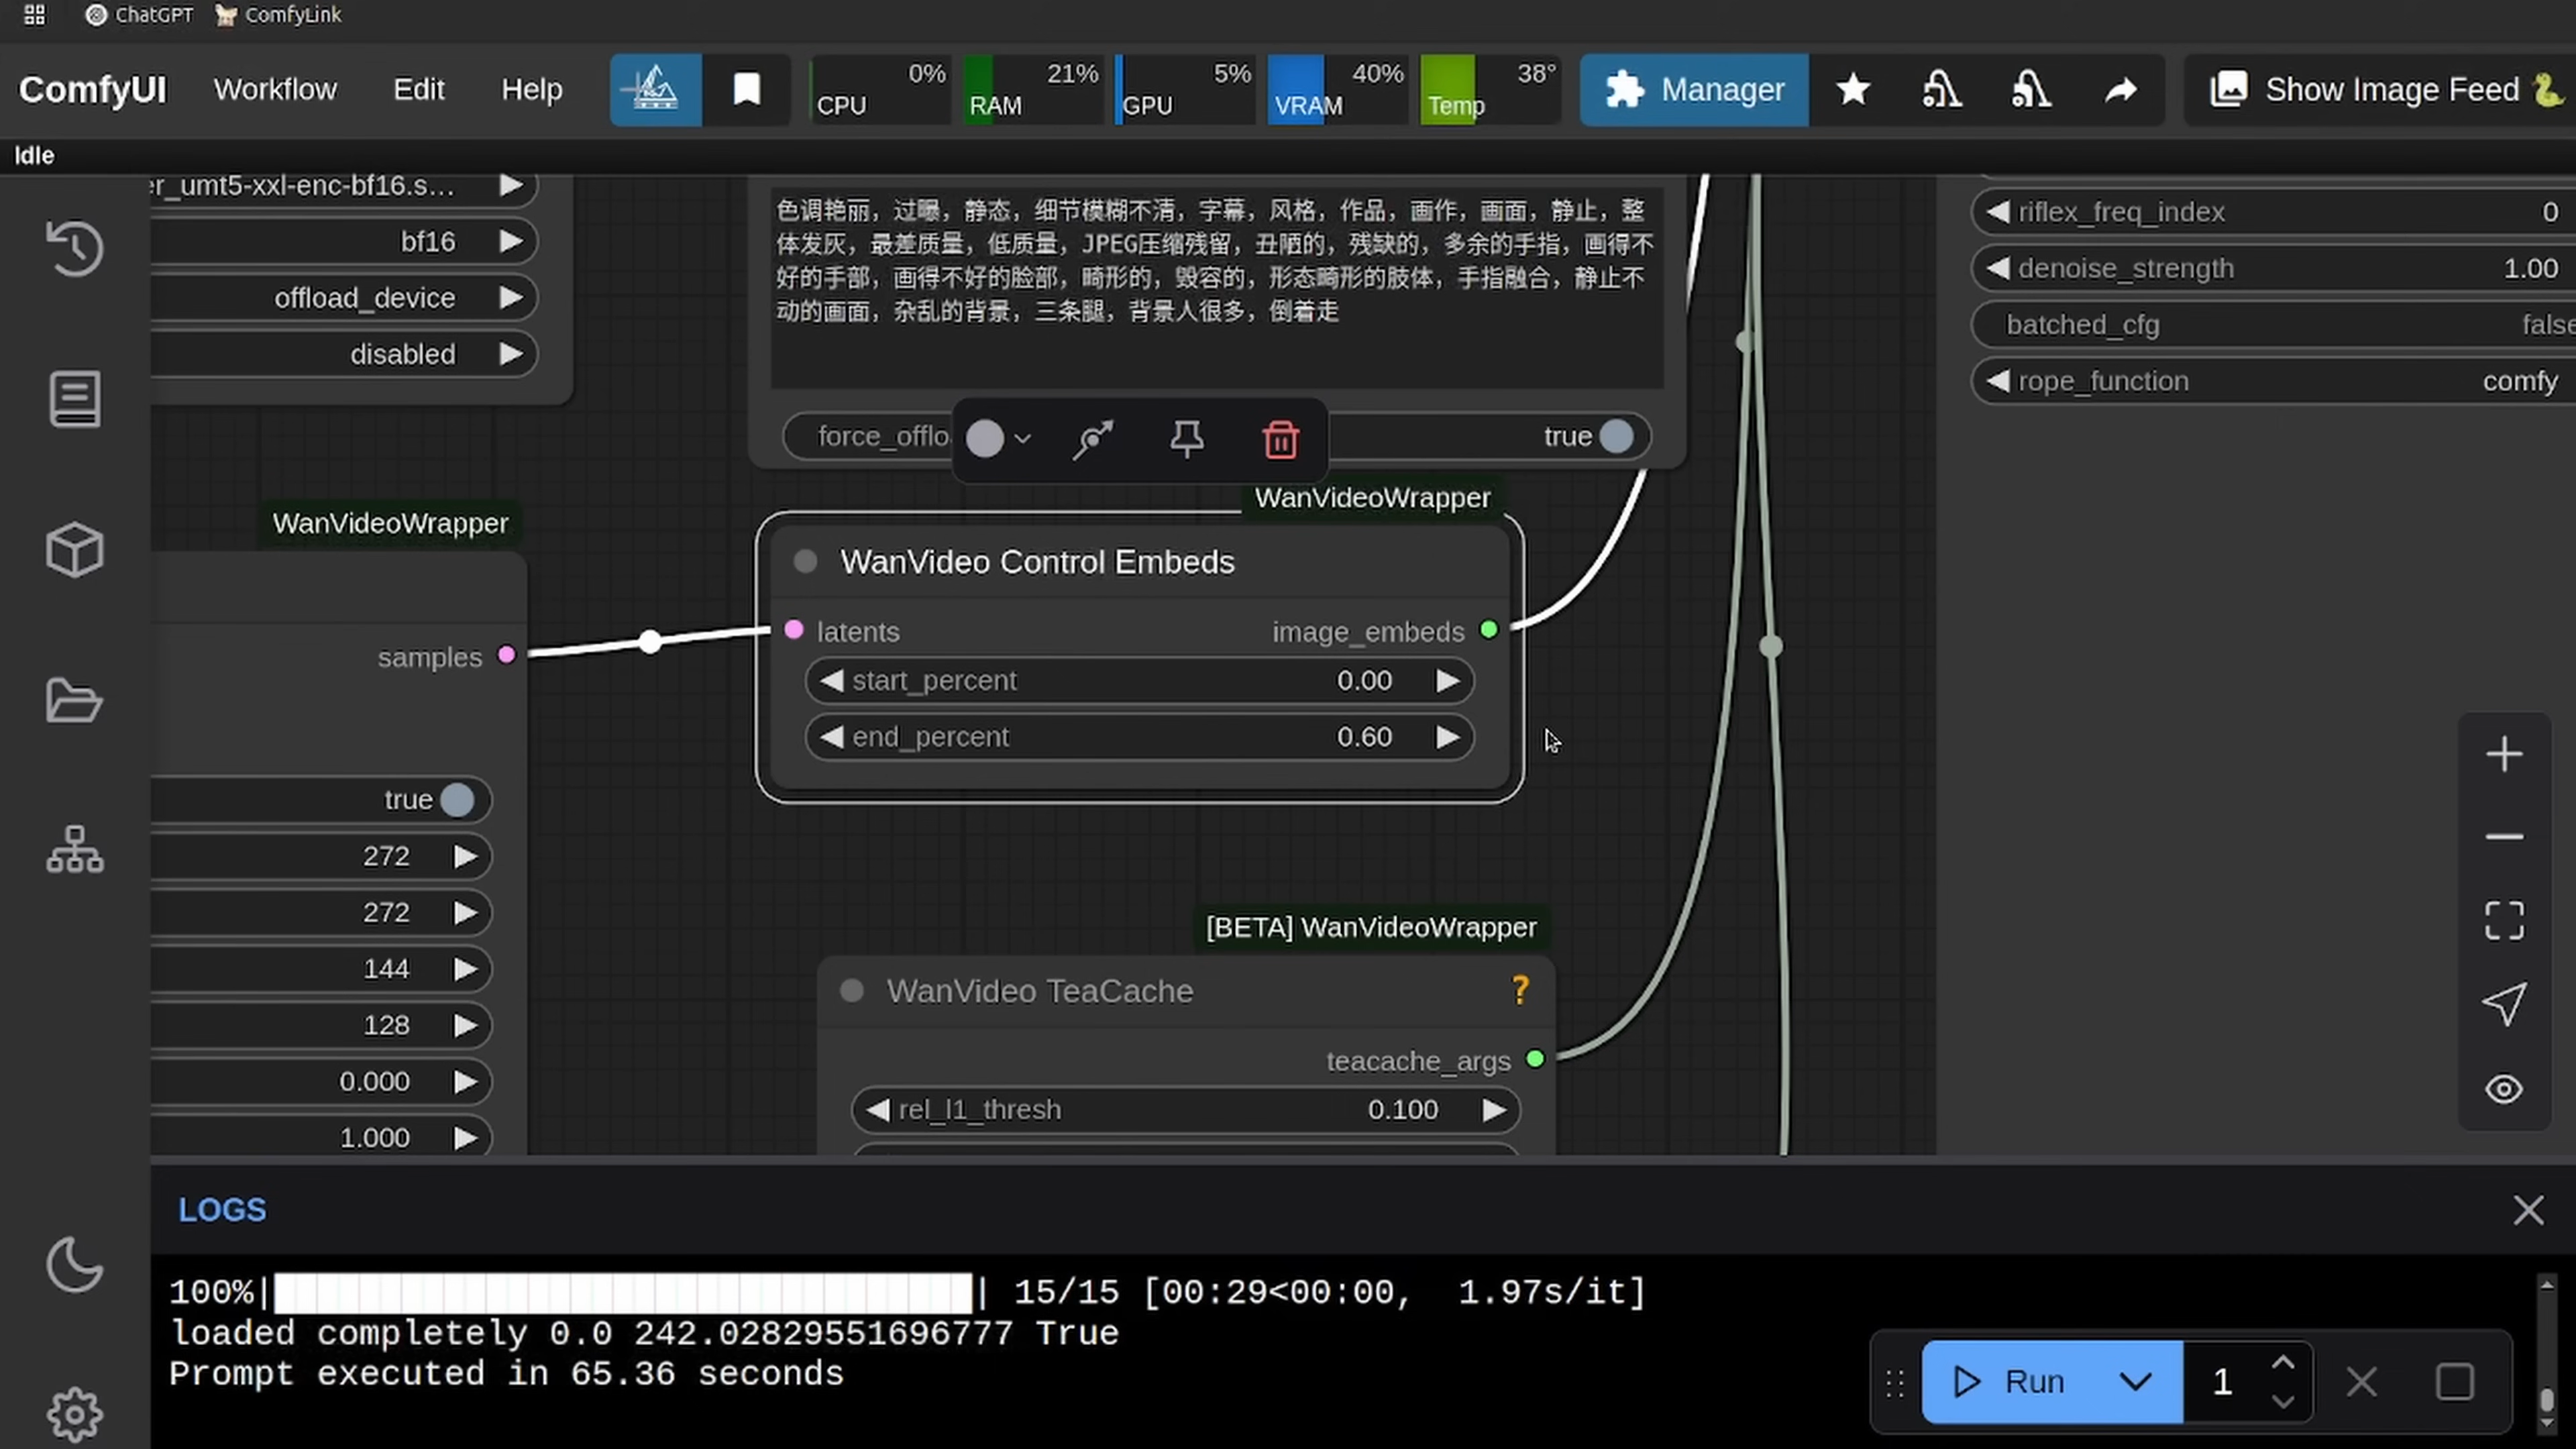 ChatGPT ComfyLink
ComfyUI Workflow Edit Help CPU 0% RAM 21% GPU 5% VRAM 40% Temp 38° Manager Show Image Feed
Idle
er_umt5-xxl-enc-bf16.s...
bf16
offload_device
disabled
色调艳丽，过曝，静态，细节模糊不清，字幕，风格，作品，画作，画面，静止，整
体发灰，最差质量，低质量，JPEG压缩残留，丑陋的，残缺的，多余的手指，画得不
好的手部，画得不好的脸部，畸形的，毁容的，形态畸形的肢体，手指融合，静止不
动的画面，杂乱的背景，三条腿，背景人很多，倒着走
force_offlo true
riflex_freq_index 0
denoise_strength 1.00
batched_cfg false
rope_function comfy
WanVideoWrapper
samples
true
272
272
144
128
0.000
1.000
WanVideoWrapper
WanVideo Control Embeds
latents image_embeds
start_percent 0.00
end_percent 0.60
[BETA] WanVideoWrapper
WanVideo TeaCache ?
teacache_args
rel_l1_thresh 0.100
LOGS
100%| | 15/15 [00:29<00:00, 1.97s/it]
loaded completely 0.0 242.02829551696777 True
Prompt executed in 65.36 seconds
Run 1